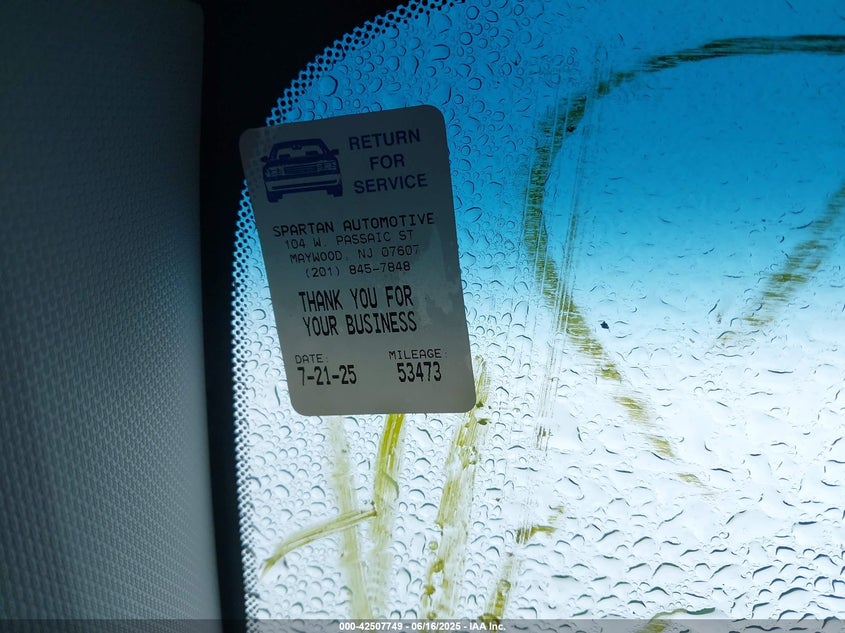 RETURN
FOR
SERVICE
SPARTAN AUTOMOTIVE
104 W. PASSAIC ST
MAYWOOD, NJ 07607
(201) 845-7848
THANK YOU FOR
YOUR BUSINESS
DATE: MILEAGE:
7-21-25 53473
000-42507749 - 06/16/2025 - IAA Inc.